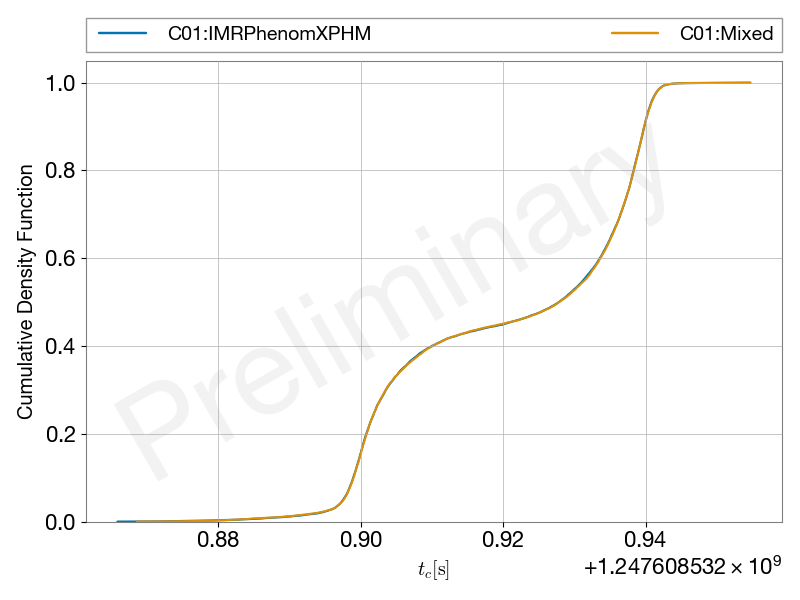 C01:IMRPhenomXPHM C01:Mixed
1.0
0.8
0.6
0.4
0.2
0.0
Cumulative Density Function
Preliminary
0.88 0.90 0.92 0.94
t_c[s]
+1.247608532 × 10⁹